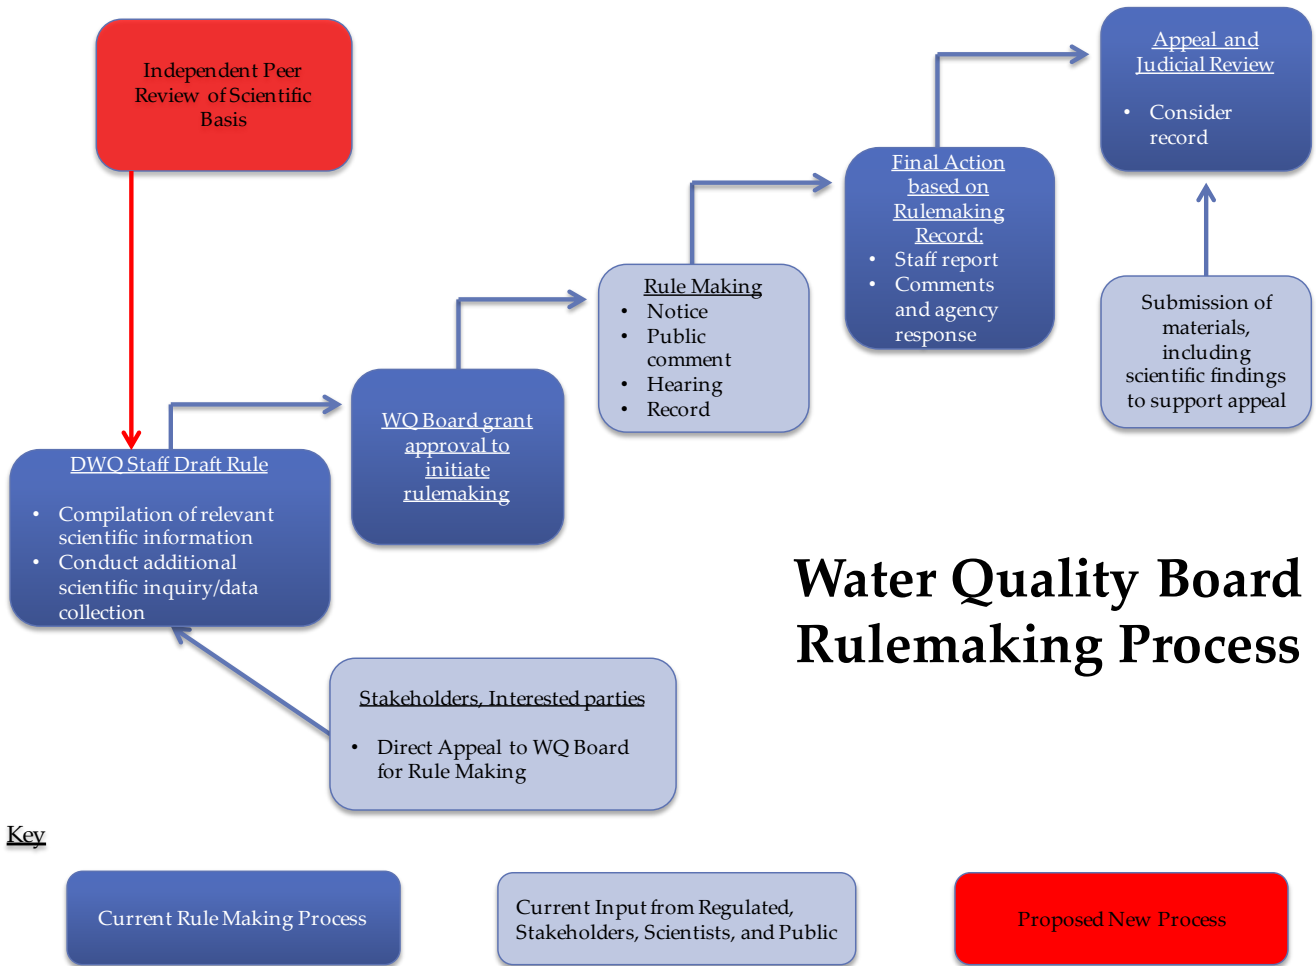 Independent Peer
Review of Scientific
Basis
Appeal and
Judicial Review
• Consider
record
Final Action
based on
Rulemaking
Record:
• Staff report
• Comments
and agency
response
Rule Making
• Notice
• Public
comment
• Hearing
• Record
Submission of
materials,
including
scientific findings
to support appeal
WQ Board grant
approval to
initiate
rulemaking
DWQ Staff Draft Rule
• Compilation of relevant
scientific information
• Conduct additional
scientific inquiry/data
collection
Water Quality Board
Rulemaking Process
Stakeholders, Interested parties
• Direct Appeal to WQ Board
for Rule Making
Key
Current Rule Making Process
Current Input from Regulated,
Stakeholders, Scientists, and Public
Proposed New Process